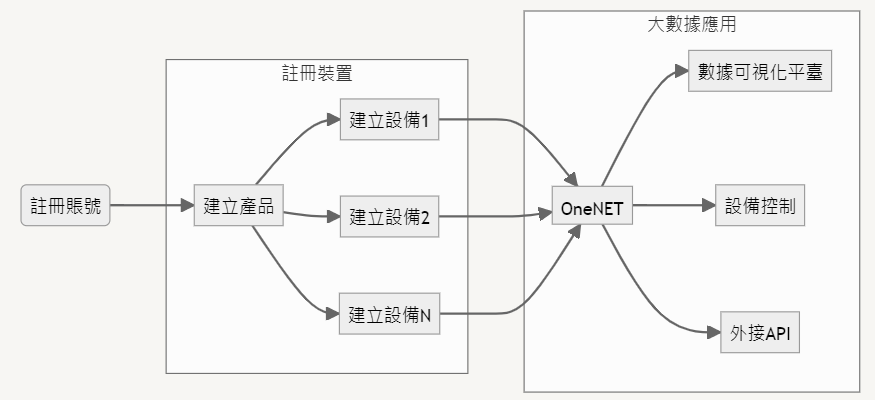 註冊賬號
註冊裝置
建立產品
建立設備1
建立設備2
建立設備N
大數據應用
OneNET
數據可視化平臺
設備控制
外接API